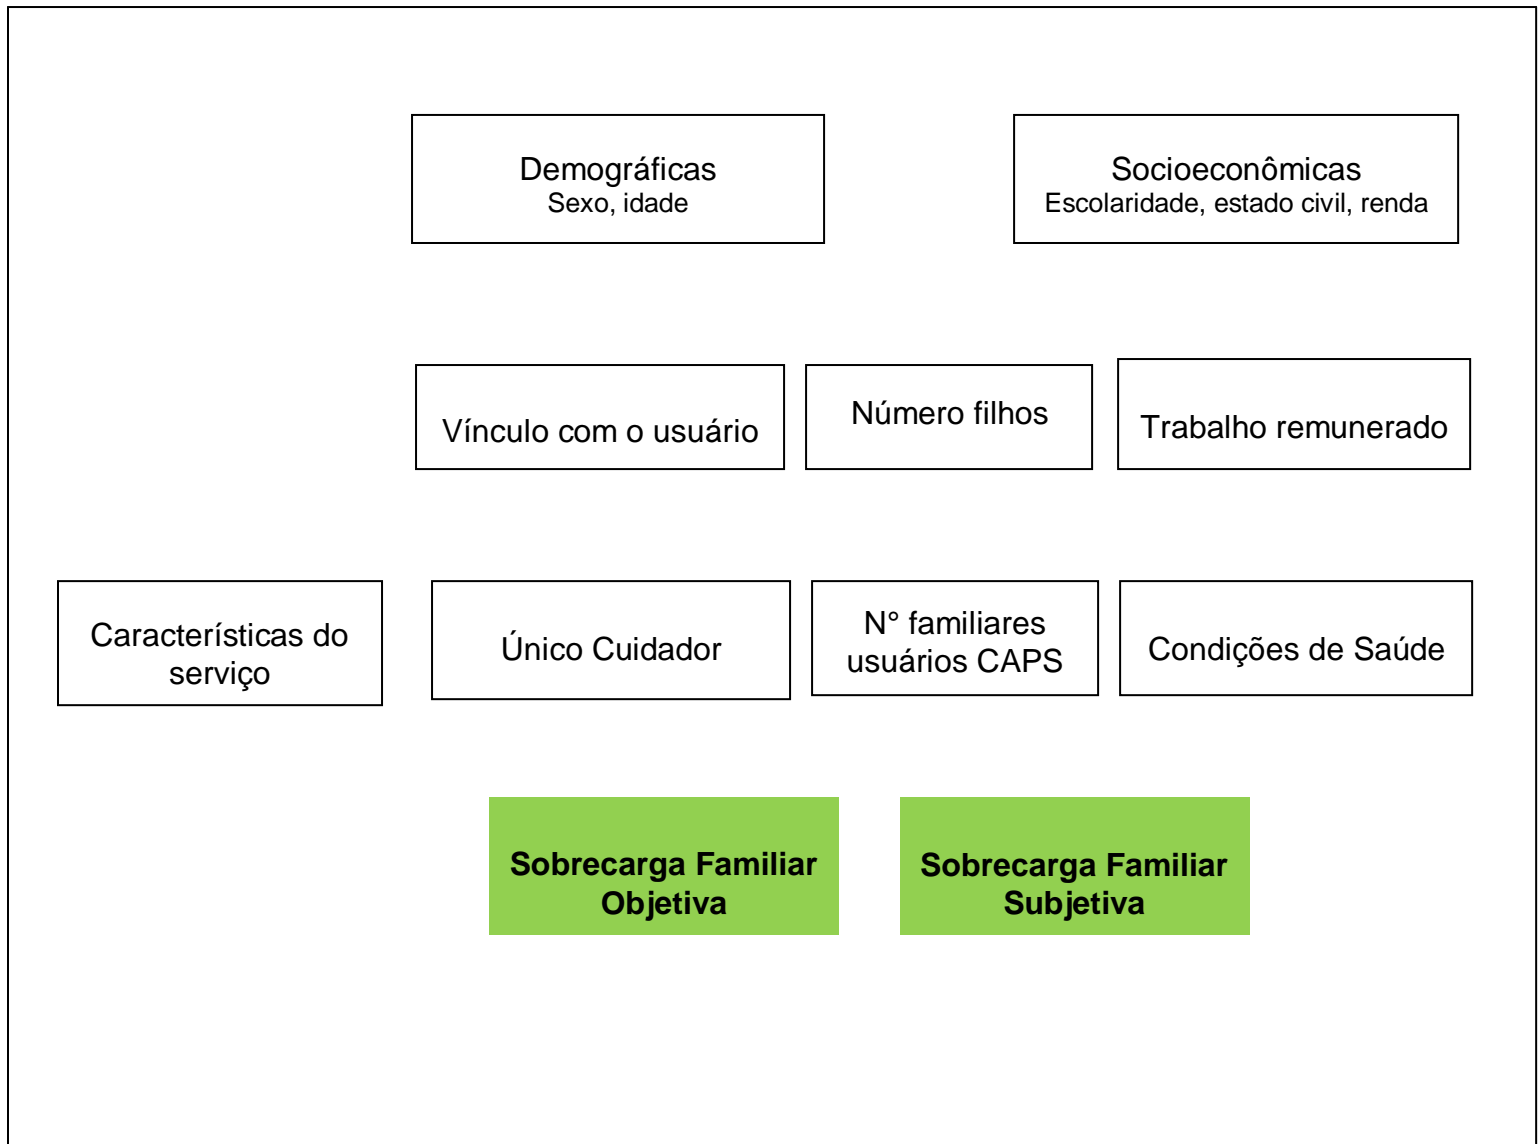 Demográficas
Sexo, idade
Socioeconômicas
Escolaridade, estado civil, renda
Vínculo com o usuário
Número filhos
Trabalho remunerado
Características do
serviço
Único Cuidador
N° familiares
usuários CAPS
Condições de Saúde
Sobrecarga Familiar
Objetiva
Sobrecarga Familiar
Subjetiva